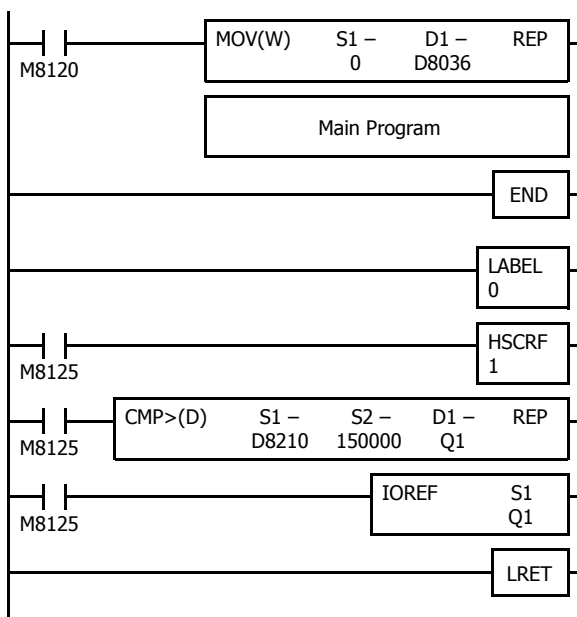 MOV(W) S1 – D1 – REP
0 D8036
M8120
Main Program
END
LABEL
0
HSCRF
1
M8125
CMP>(D) S1 – S2 – D1 – REP
D8210 150000 Q1
M8125
IOREF S1
Q1
M8125
LRET